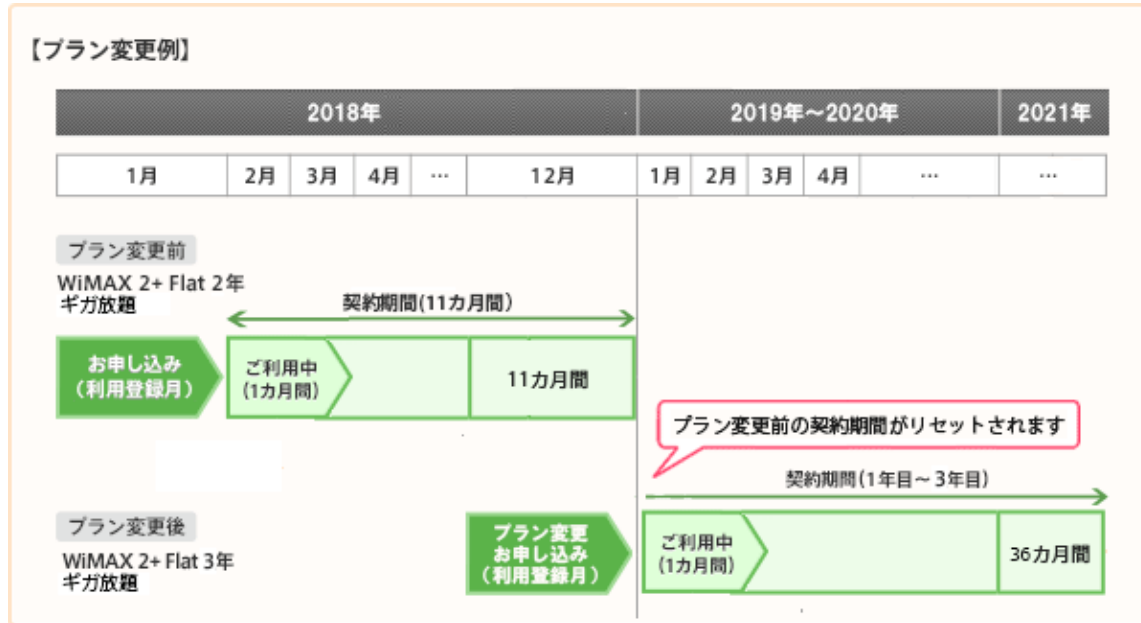 【プラン変更例】
2018年 2019年～2020年 2021年
1月 2月 3月 4月 … 12月 1月 2月 3月 4月 … …
プラン変更前
WiMAX 2+ Flat 2年
ギガ放題
契約期間(11カ月間)
お申し込み
（利用登録月）
ご利用中
(1カ月間)
11カ月間
プラン変更前の契約期間がリセットされます
契約期間(1年目～3年目)
プラン変更後
WiMAX 2+ Flat 3年
ギガ放題
プラン変更
お申し込み
（利用登録月）
ご利用中
(1カ月間)
36カ月間